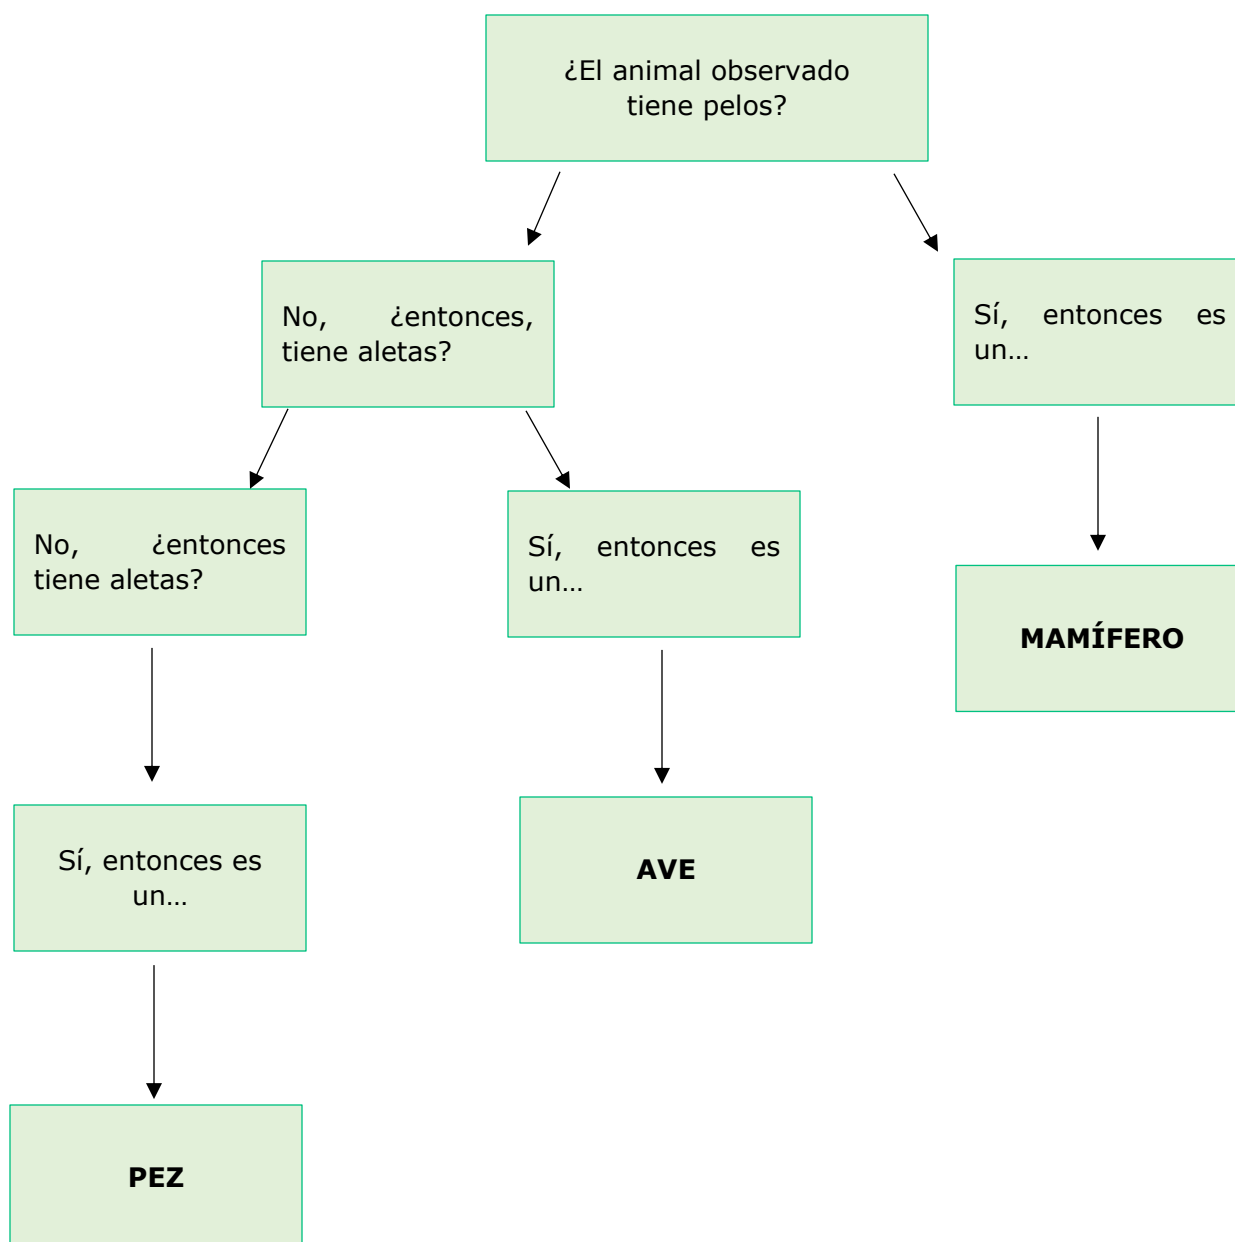 ¿El animal observado
tiene pelos?
No, ¿entonces,
tiene aletas?
Sí, entonces es
un…
No, ¿entonces
tiene aletas?
Sí, entonces es
un…
MAMÍFERO
Sí, entonces es
un…
AVE
PEZ